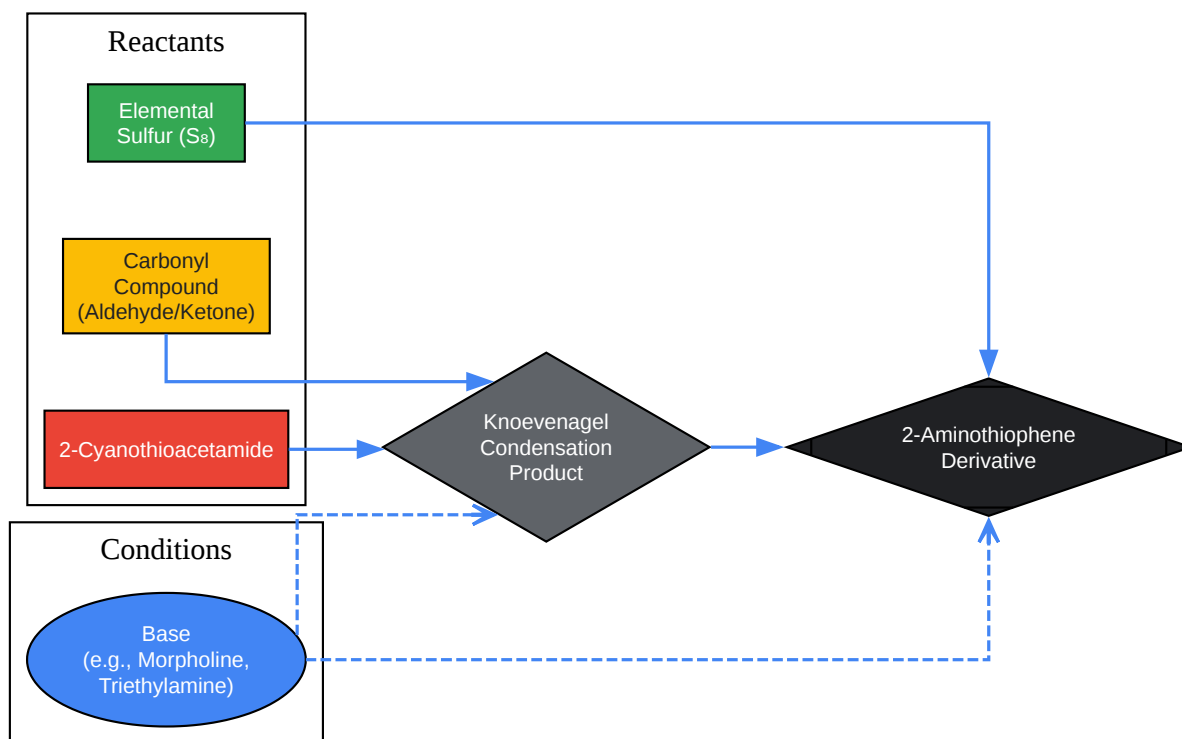 Reactants
Elemental
Sulfur (S₈)
Carbonyl
Compound
(Aldehyde/Ketone)
2-Cyanothioacetamide
Knoevenagel
Condensation
Product
2-Aminothiophene
Derivative
Conditions
Base
(e.g., Morpholine,
Triethylamine)